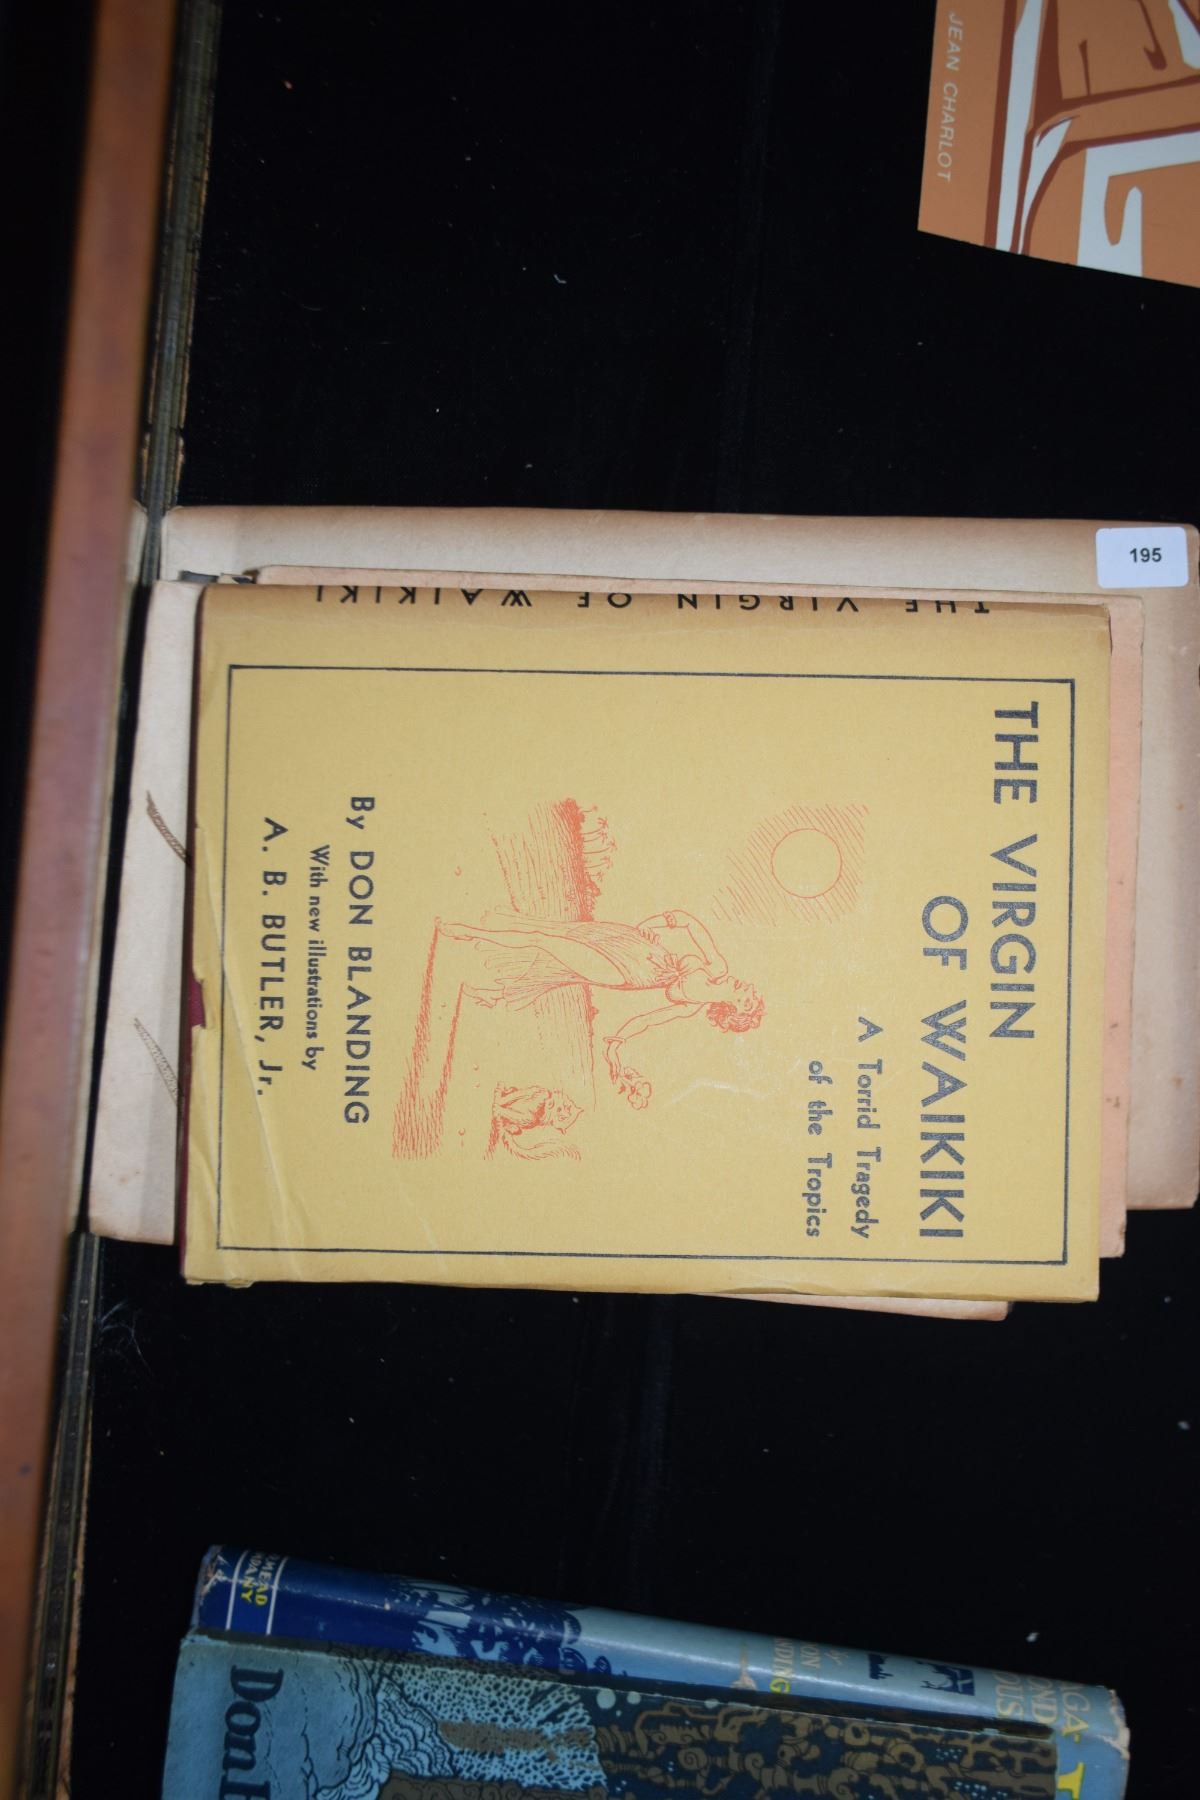 JEAN CHARLOT
195
THE VIRGIN OF WAIKIKI
THE VIRGIN
OF WAIKIKI
A Torrid Tragedy
of the Tropics
By DON BLANDING
With new illustrations by
A. B. BUTLER, Jr.
Don